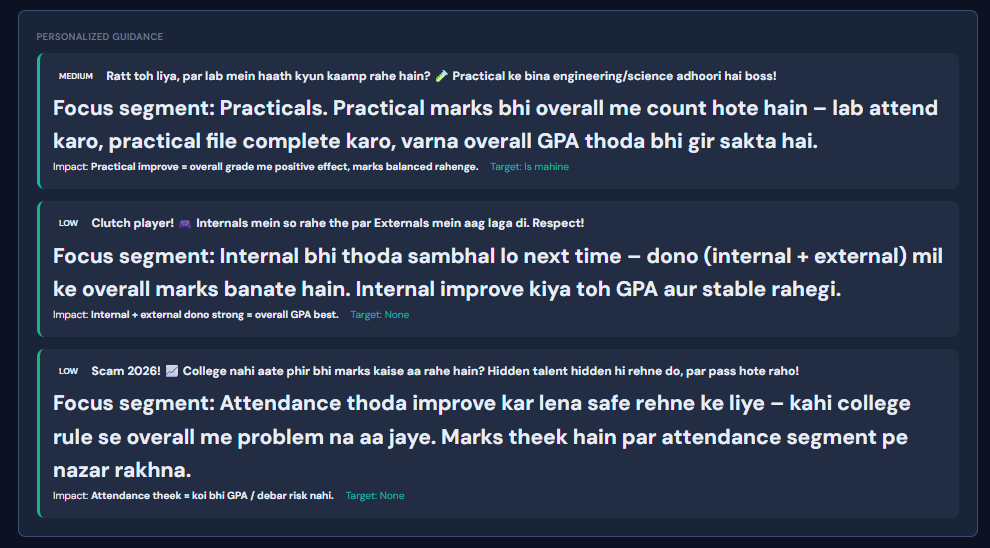 PERSONALIZED GUIDANCE
MEDIUM Ratt toh liya, par lab mein haath kyun kaamp rahe hain? 🧪 Practical ke bina engineering/science adhoori hai boss!
Focus segment: Practicals. Practical marks bhi overall me count hote hain – lab attend
karo, practical file complete karo, varna overall GPA thoda bhi gir sakta hai.
Impact: Practical improve = overall grade me positive effect, marks balanced rahenge. Target: Is mahine
LOW Clutch player! 🎮 Internals mein so rahe the par Externals mein aag laga di. Respect!
Focus segment: Internal bhi thoda sambhal lo next time – dono (internal + external) mil
ke overall marks banate hain. Internal improve kiya toh GPA aur stable rahegi.
Impact: Internal + external dono strong = overall GPA best. Target: None
LOW Scam 2026! 📈 College nahi aate phir bhi marks kaise aa rahe hain? Hidden talent hidden hi rehne do, par pass hote raho!
Focus segment: Attendance thoda improve kar lena safe rehne ke liye – kahi college
rule se overall me problem na aa jaye. Marks theek hain par attendance segment pe
nazar rakhna.
Impact: Attendance theek = koi bhi GPA / debar risk nahi. Target: None